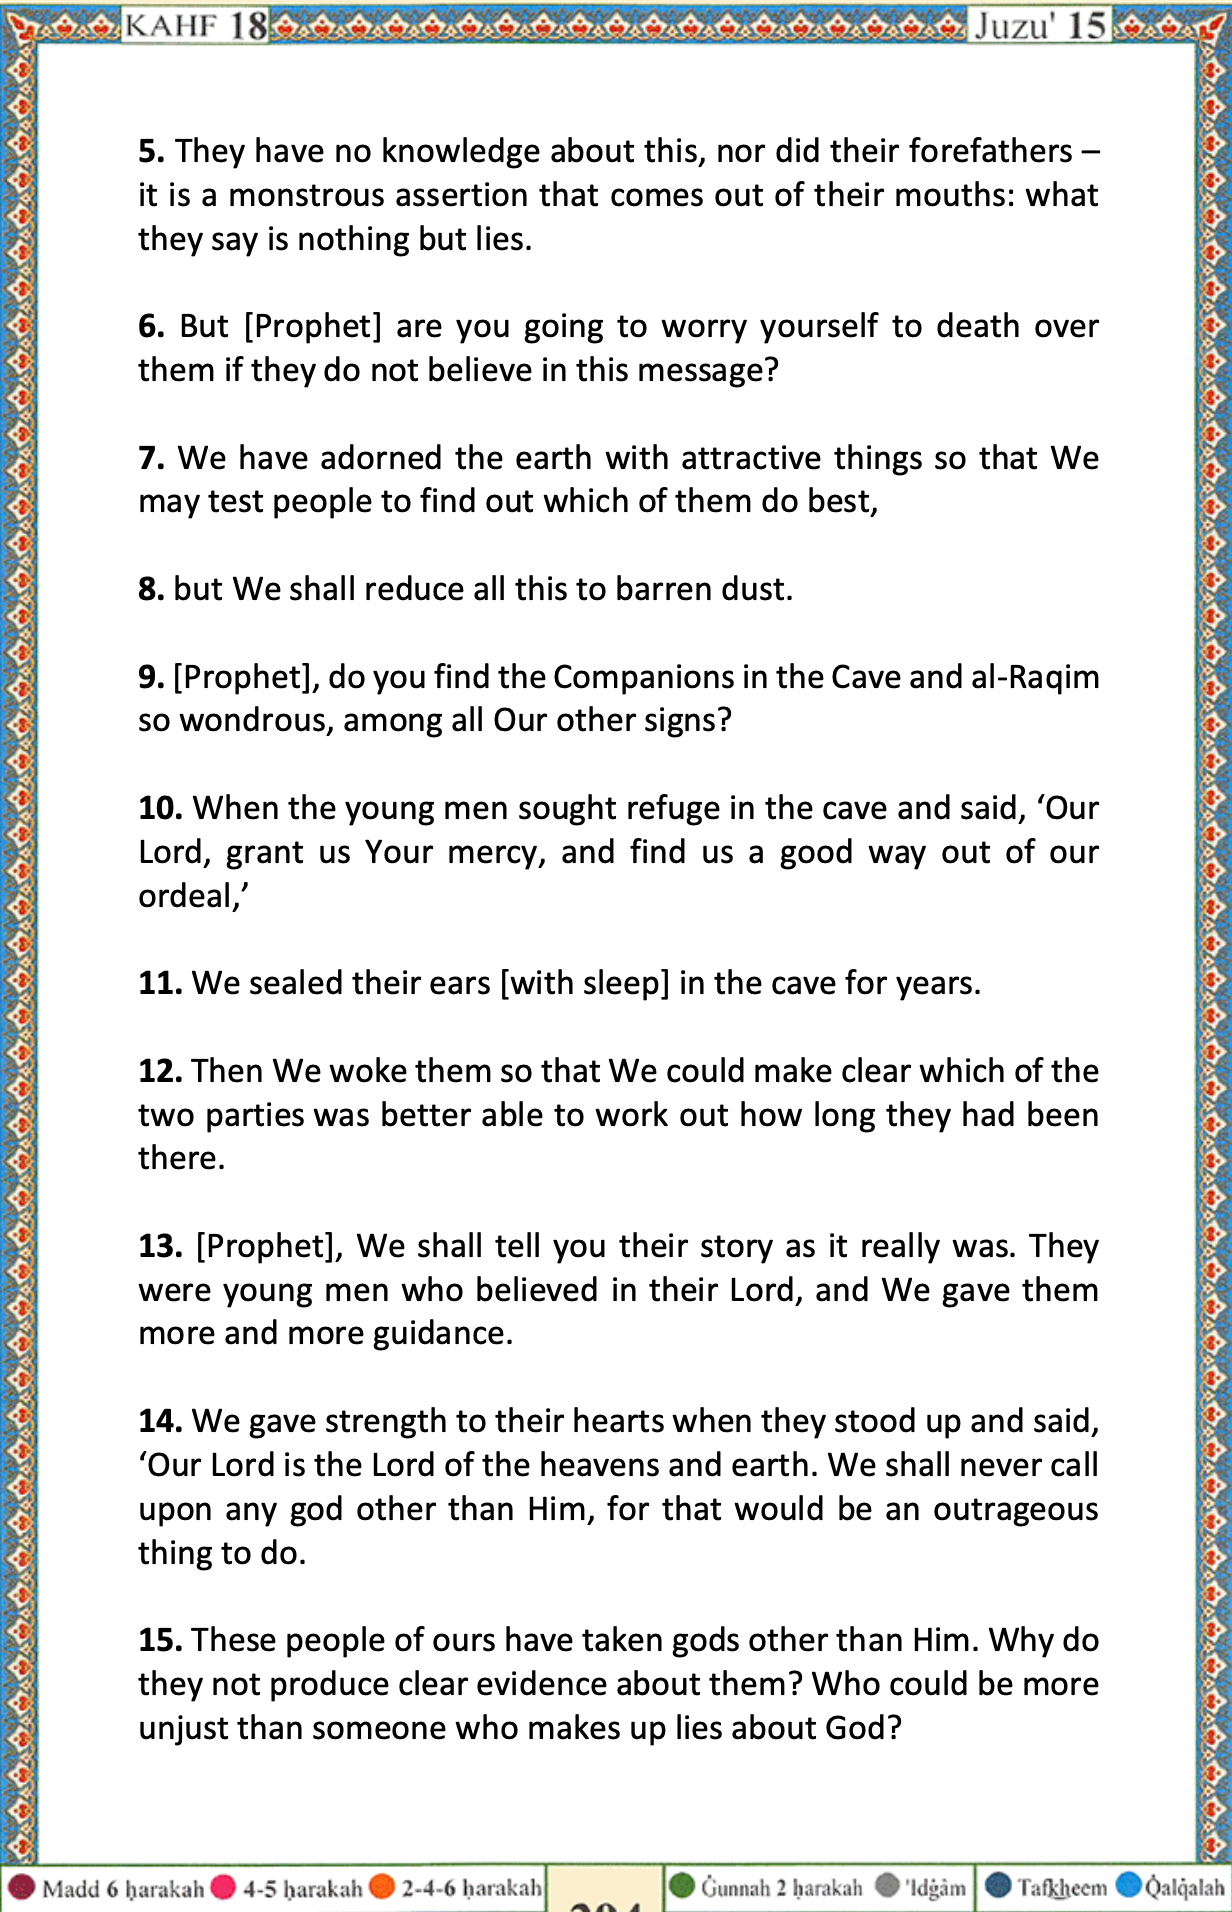 KAHF 18 Juzu' 15
5. They have no knowledge about this, nor did their forefathers –
it is a monstrous assertion that comes out of their mouths: what
they say is nothing but lies.
6. But [Prophet] are you going to worry yourself to death over
them if they do not believe in this message?
7. We have adorned the earth with attractive things so that We
may test people to find out which of them do best,
8. but We shall reduce all this to barren dust.
9. [Prophet], do you find the Companions in the Cave and al-Raqim
so wondrous, among all Our other signs?
10. When the young men sought refuge in the cave and said, ‘Our
Lord, grant us Your mercy, and find us a good way out of our
ordeal,’
11. We sealed their ears [with sleep] in the cave for years.
12. Then We woke them so that We could make clear which of the
two parties was better able to work out how long they had been
there.
13. [Prophet], We shall tell you their story as it really was. They
were young men who believed in their Lord, and We gave them
more and more guidance.
14. We gave strength to their hearts when they stood up and said,
‘Our Lord is the Lord of the heavens and earth. We shall never call
upon any god other than Him, for that would be an outrageous
thing to do.
15. These people of ours have taken gods other than Him. Why do
they not produce clear evidence about them? Who could be more
unjust than someone who makes up lies about God?
Madd 6 ḥarakah 4-5 ḥarakah 2-4-6 ḥarakah Ġunnah 2 ḥarakah 'Idġâm Tafkheem Q̇alq̇alah